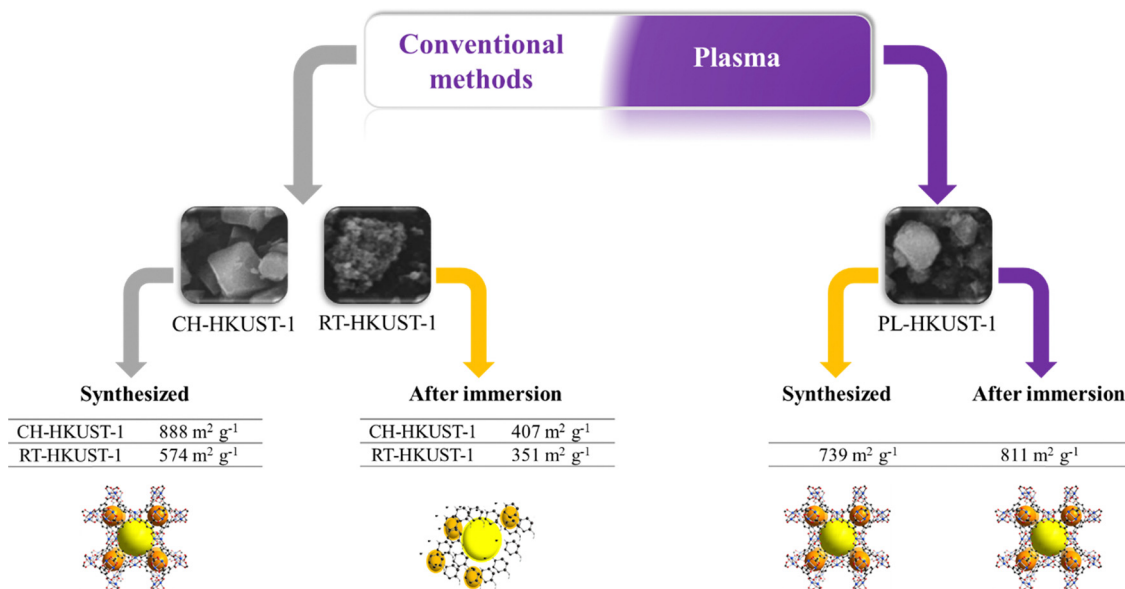 Conventional
methods
Plasma
CH-HKUST-1
RT-HKUST-1
PL-HKUST-1
Synthesized
CH-HKUST-1 888 m² g⁻¹
RT-HKUST-1 574 m² g⁻¹
After immersion
CH-HKUST-1 407 m² g⁻¹
RT-HKUST-1 351 m² g⁻¹
Synthesized
After immersion
739 m² g⁻¹
811 m² g⁻¹